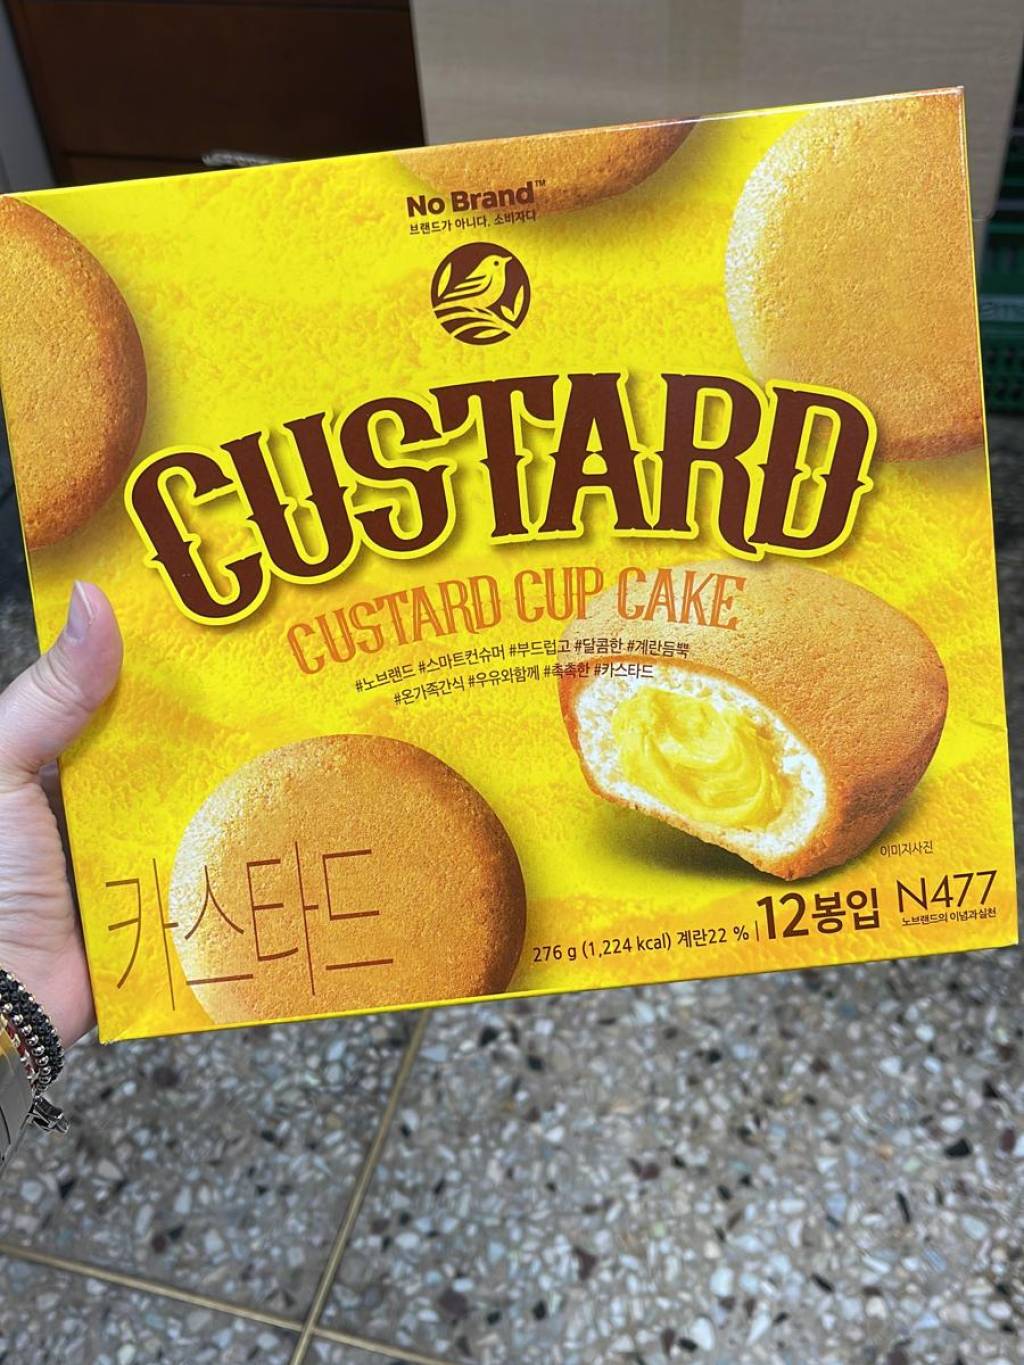 No Brand™
브랜드가 아니다. 소비자다
CUSTARD
CUSTARD CUP CAKE
#노브랜드 #스마트컨슈머 #부드럽고 #달콤한 #계란듬뿍
#온가족간식 #우유와함께 #촉촉한 #카스타드
이미지사진
카스타드
276 g (1,224 kcal) 계란22 % | 12봉입
N477
노브랜드의 이념과 실천